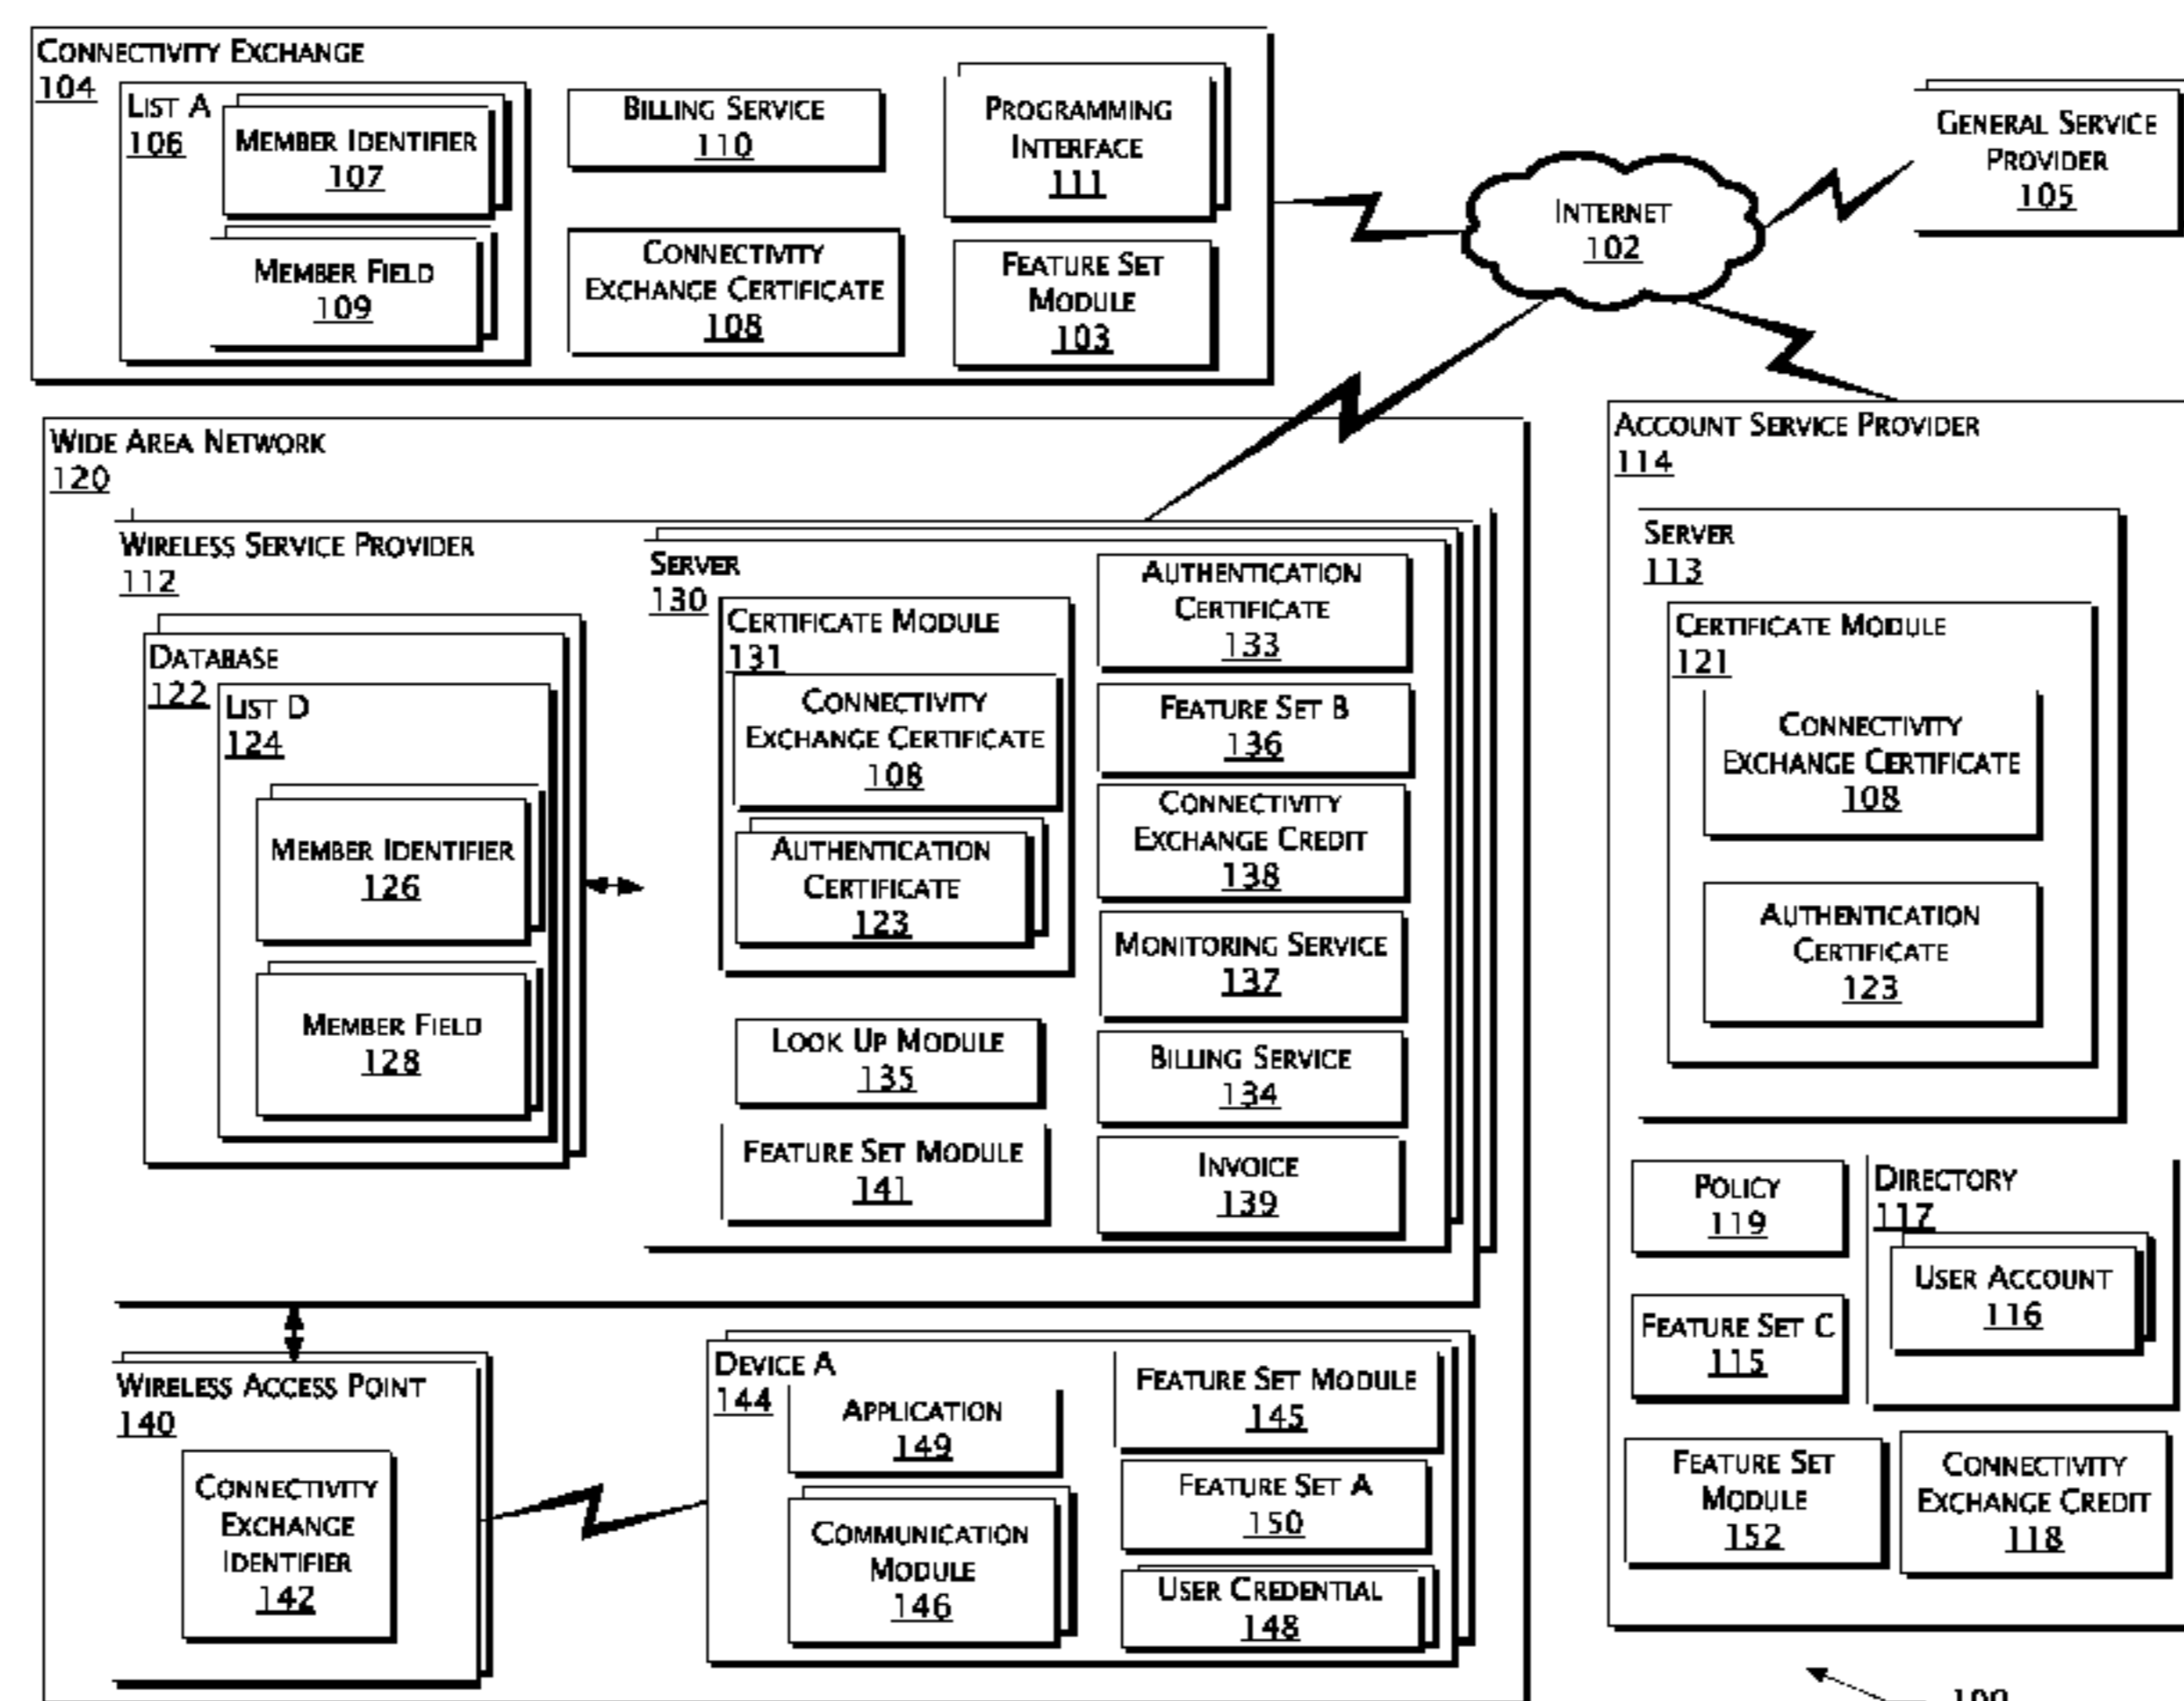 CONNECTIVITY EXCHANGE
104
LIST A
106
MEMBER IDENTIFIER
107
MEMBER FIELD
109
BILLING SERVICE
110
CONNECTIVITY
EXCHANGE CERTIFICATE
108
PROGRAMMING
INTERFACE
111
FEATURE SET
MODULE
103
INTERNET
102
GENERAL SERVICE
PROVIDER
105
WIDE AREA NETWORK
120
WIRELESS SERVICE PROVIDER
112
DATABASE
122
LIST D
124
MEMBER IDENTIFIER
126
MEMBER FIELD
128
SERVER
130
CERTIFICATE MODULE
131
CONNECTIVITY
EXCHANGE CERTIFICATE
108
AUTHENTICATION
CERTIFICATE
123
LOOK UP MODULE
135
FEATURE SET MODULE
141
AUTHENTICATION
CERTIFICATE
133
FEATURE SET B
136
CONNECTIVITY
EXCHANGE CREDIT
138
MONITORING SERVICE
137
BILLING SERVICE
134
INVOICE
139
WIRELESS ACCESS POINT
140
CONNECTIVITY
EXCHANGE
IDENTIFIER
142
DEVICE A
144
APPLICATION
149
COMMUNICATION
MODULE
146
FEATURE SET MODULE
145
FEATURE SET A
150
USER CREDENTIAL
148
ACCOUNT SERVICE PROVIDER
114
SERVER
113
CERTIFICATE MODULE
121
CONNECTIVITY
EXCHANGE CERTIFICATE
108
AUTHENTICATION
CERTIFICATE
123
POLICY
119
DIRECTORY
117
USER ACCOUNT
116
FEATURE SET C
115
FEATURE SET
MODULE
152
CONNECTIVITY
EXCHANGE CREDIT
118